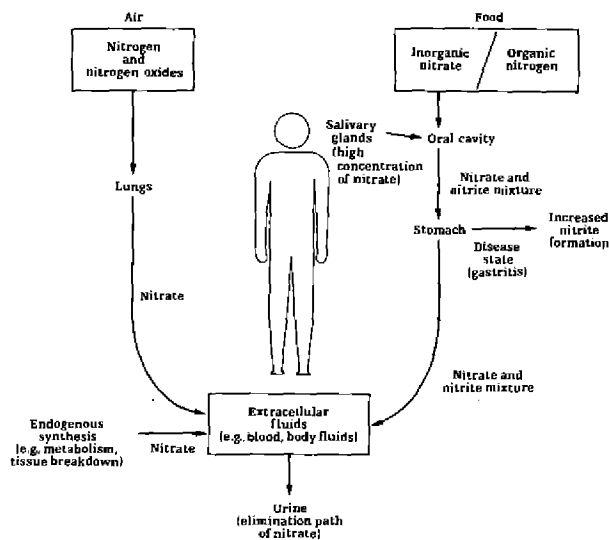 Air
Nitrogen
and
nitrogen oxides
Food
Inorganic
nitrate
Organic
nitrogen
Salivary
glands
(high
concentration
of nitrate)
Oral cavity
Lungs
Nitrate and
nitrite mixture
Stomach
Increased
nitrite
formation
Disease
state
(gastritis)
Nitrate
Nitrate and
nitrite mixture
Extracellular
fluids
(e.g. blood, body fluids)
Endogenous
synthesis
(e.g., metabolism,
tissue breakdown)
Nitrate
Urine
(elimination path
of nitrate)